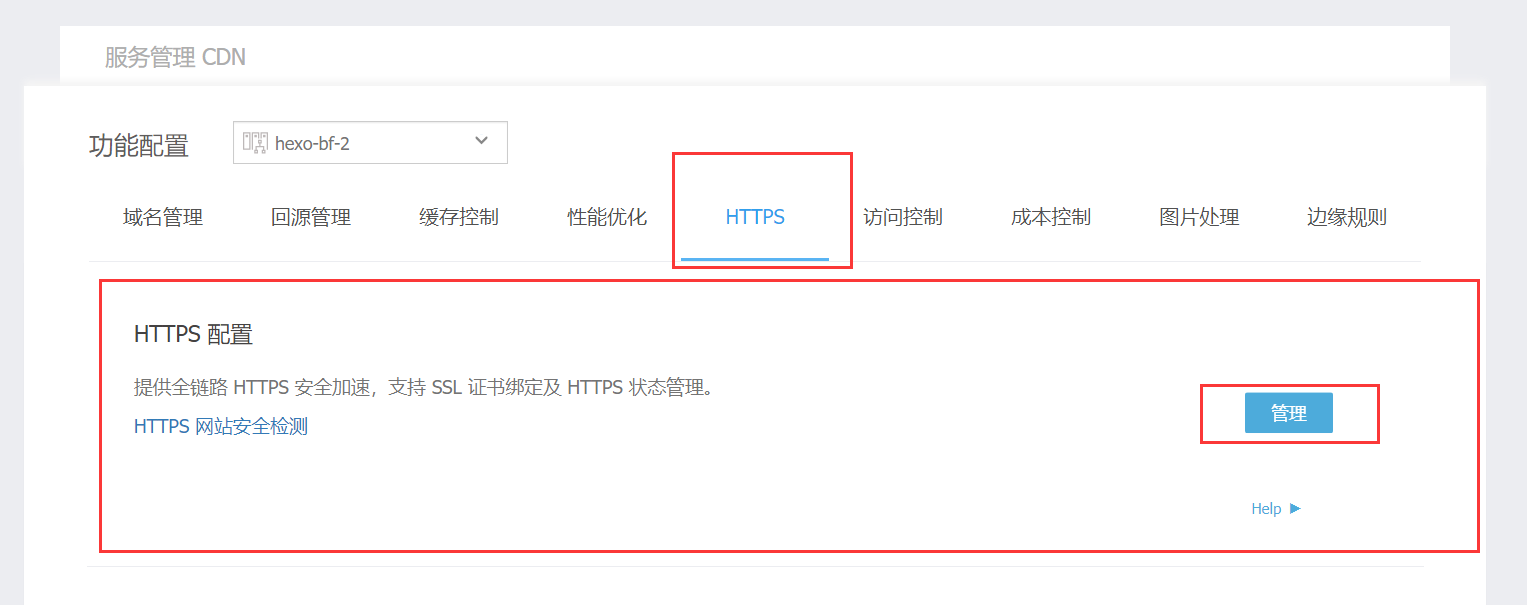 服务管理 CDN
功能配置 hexo-bf-2
域名管理 回源管理 缓存控制 性能优化 HTTPS 访问控制 成本控制 图片处理 边缘规则
HTTPS 配置
提供全链路 HTTPS 安全加速，支持 SSL 证书绑定及 HTTPS 状态管理。
管理
HTTPS 网站安全检测
Help